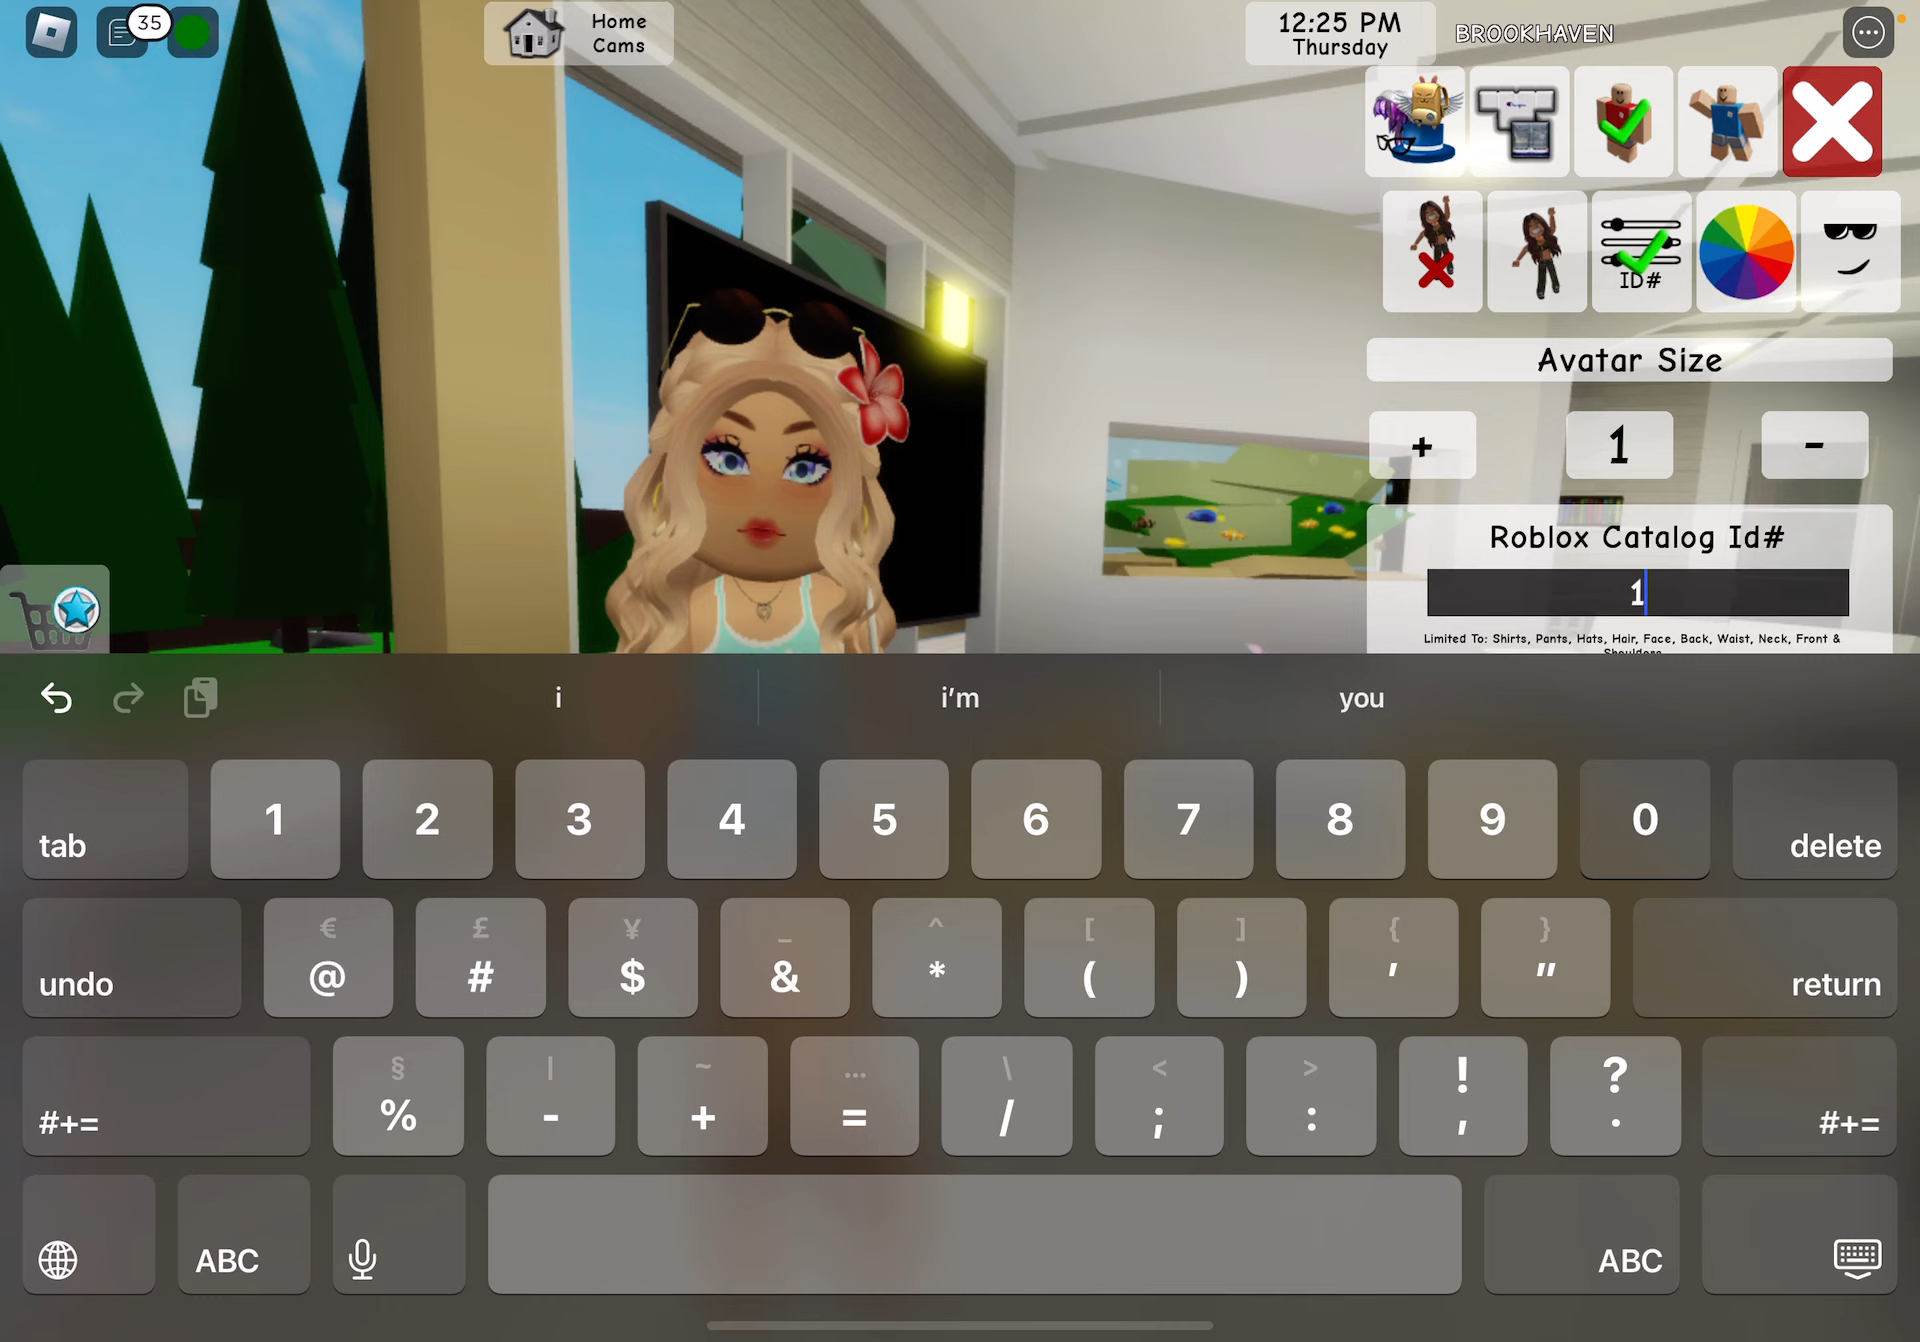 35
Home
Cams
12:25 PM
Thursday
BROOKHAVEN
ID#
Avatar Size
+ 1 -
Roblox Catalog Id#
1
Limited To: Shirts, Pants, Hats, Hair, Face, Back, Waist, Neck, Front &
Shoulders
i i'm you
tab 1 2 3 4 5 6 7 8 9 0 delete
€ £ ¥ _ ^ [ ] { }
undo @ # $ & * ( ) ' " return
§ | ~ … \ < > ! ?
#+= % - + = / ; : , . #+=
ABC ABC